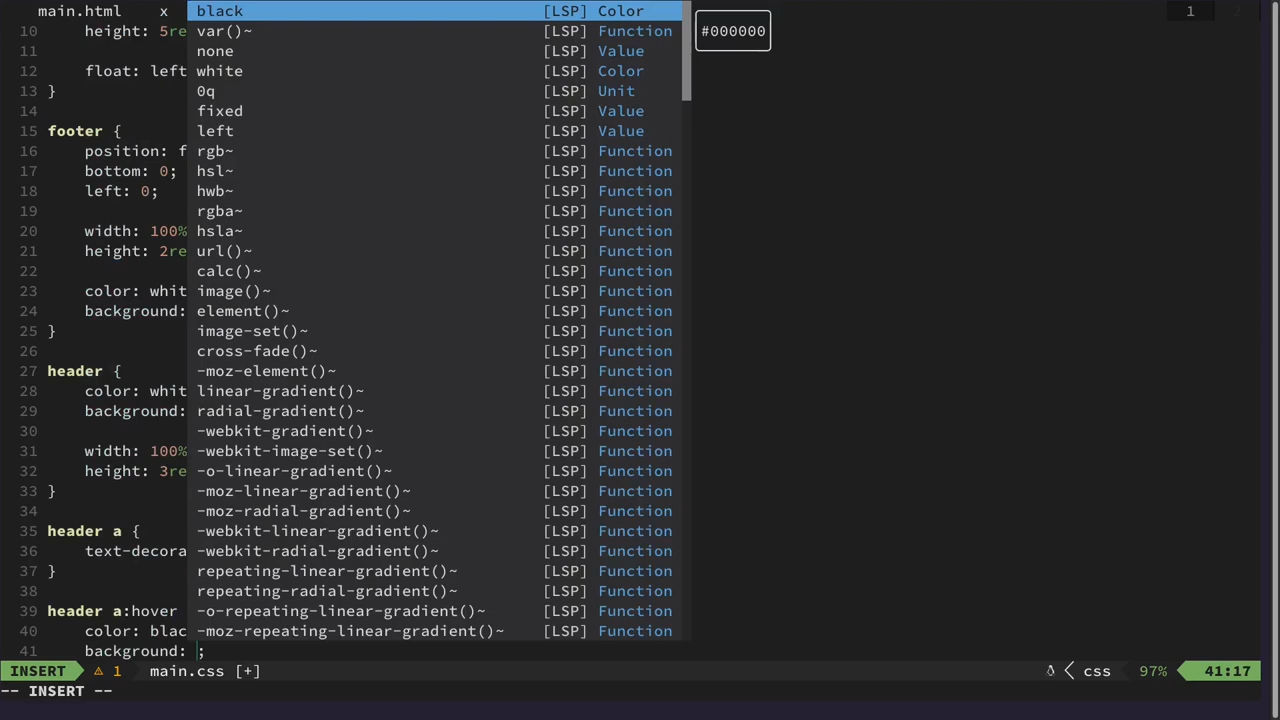 main.html x black [LSP] Color 1
10 height: 5re var()~ [LSP] Function #000000
11 none [LSP] Value
12 float: left white [LSP] Color
13 } 0q [LSP] Unit
14 fixed [LSP] Value
15 footer { left [LSP] Value
16 position: f rgb~ [LSP] Function
17 bottom: 0; hsl~ [LSP] Function
18 left: 0; hwb~ [LSP] Function
19 rgba~ [LSP] Function
20 width: 100% hsla~ [LSP] Function
21 height: 2re url()~ [LSP] Function
22 calc()~ [LSP] Function
23 color: whit image()~ [LSP] Function
24 background: element()~ [LSP] Function
25 } image-set()~ [LSP] Function
26 cross-fade()~ [LSP] Function
27 header { -moz-element()~ [LSP] Function
28 color: whit linear-gradient()~ [LSP] Function
29 background: radial-gradient()~ [LSP] Function
30 -webkit-gradient()~ [LSP] Function
31 width: 100% -webkit-image-set()~ [LSP] Function
32 height: 3re -o-linear-gradient()~ [LSP] Function
33 } -moz-linear-gradient()~ [LSP] Function
34 -moz-radial-gradient()~ [LSP] Function
35 header a { -webkit-linear-gradient()~ [LSP] Function
36 text-decora -webkit-radial-gradient()~ [LSP] Function
37 } repeating-linear-gradient()~ [LSP] Function
38 repeating-radial-gradient()~ [LSP] Function
39 header a:hover -o-repeating-linear-gradient()~ [LSP] Function
40 color: blac -moz-repeating-linear-gradient()~ [LSP] Function
41 background: ;
INSERT ⚠ 1 main.css [+] css 97% 41:17
-- INSERT --